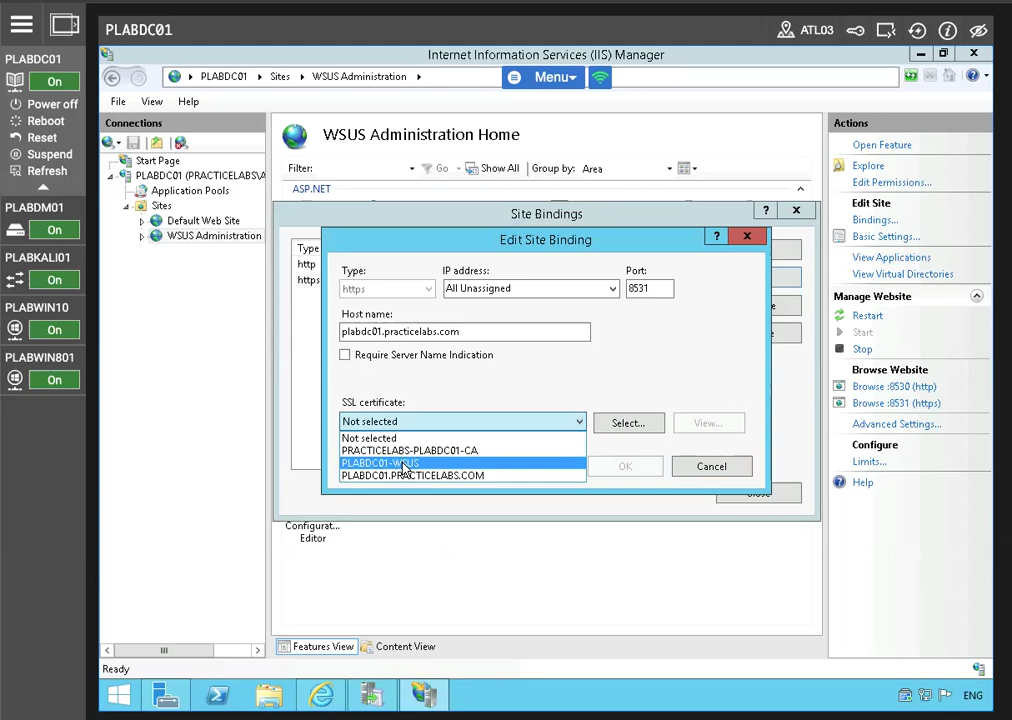 PLABDC01
ATL03
PLABDC01
On
Power off
Reboot
Reset
Suspend
Refresh
PLABDM01
On
PLABKALI01
On
PLABWIN10
On
PLABWIN801
On
Internet Information Services (IIS) Manager
PLABDC01 Sites WSUS Administration
Menu
File View Help
Connections
Start Page
PLABDC01 (PRACTICELABS\A
Application Pools
Sites
Default Web Site
WSUS Administration
WSUS Administration Home
Filter: Go Show All Group by: Area
ASP.NET
Site Bindings
?
Type
http
https
Edit Site Binding
?
Type: IP address: Port:
https All Unassigned 8531
Host name:
plabdc01.practicelabs.com
Require Server Name Indication
SSL certificate:
Not selected Select... View...
Not selected
PRACTICELABS-PLABDC01-CA
PLABDC01-WSUS
PLABDC01.PRACTICELABS.COM
OK Cancel
Close
Configurat...
Editor
Features View Content View
Ready
Actions
Open Feature
Explore
Edit Permissions...
Edit Site
Bindings...
Basic Settings...
View Applications
View Virtual Directories
Manage Website
Restart
Start
Stop
Browse Website
Browse :8530 (http)
Browse :8531 (https)
Advanced Settings...
Configure
Limits...
Help
ENG